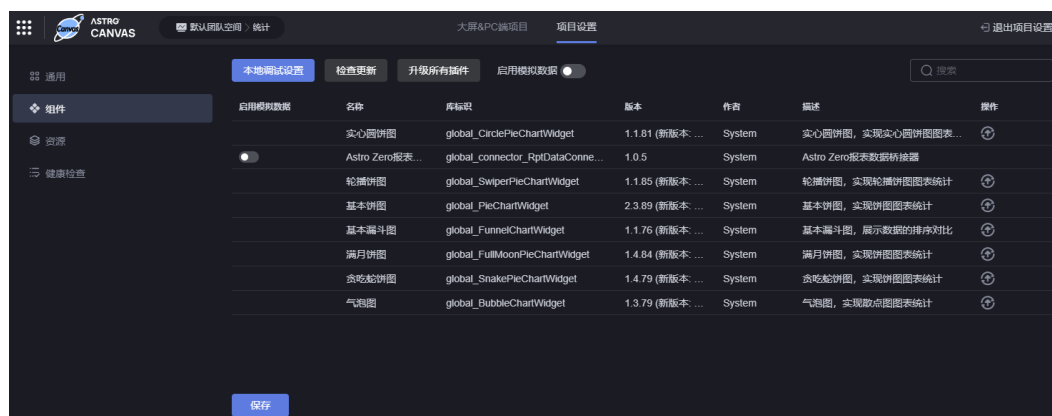 ASTRO
CANVAS
Canvas
默认团队空间 > 统计
大屏&PC端项目
项目设置
退出项目设置
通用
组件
资源
健康检查
本地调试设置
检查更新
升级所有插件
启用模拟数据
搜索
启用模拟数据 名称 库标识 版本 作者 描述 操作
实心圆饼图 global_CirclePieChartWidget 1.1.81 (新版本: ... System 实心圆饼图，实现实心圆饼图图表...
Astro Zero报表... global_connector_RptDataConne... 1.0.5 System Astro Zero报表数据桥接器
轮播饼图 global_SwiperPieChartWidget 1.1.85 (新版本: ... System 轮播饼图，实现轮播饼图图表统计
基本饼图 global_PieChartWidget 2.3.89 (新版本: ... System 基本饼图，实现饼图图表统计
基本漏斗图 global_FunnelChartWidget 1.1.76 (新版本: ... System 基本漏斗图，展示数据的排序对比
满月饼图 global_FullMoonPieChartWidget 1.4.84 (新版本: ... System 满月饼图，实现饼图图表统计
贪吃蛇饼图 global_SnakePieChartWidget 1.4.79 (新版本: ... System 贪吃蛇饼图，实现饼图图表统计
气泡图 global_BubbleChartWidget 1.3.79 (新版本: ... System 气泡图，实现散点图图表统计
保存